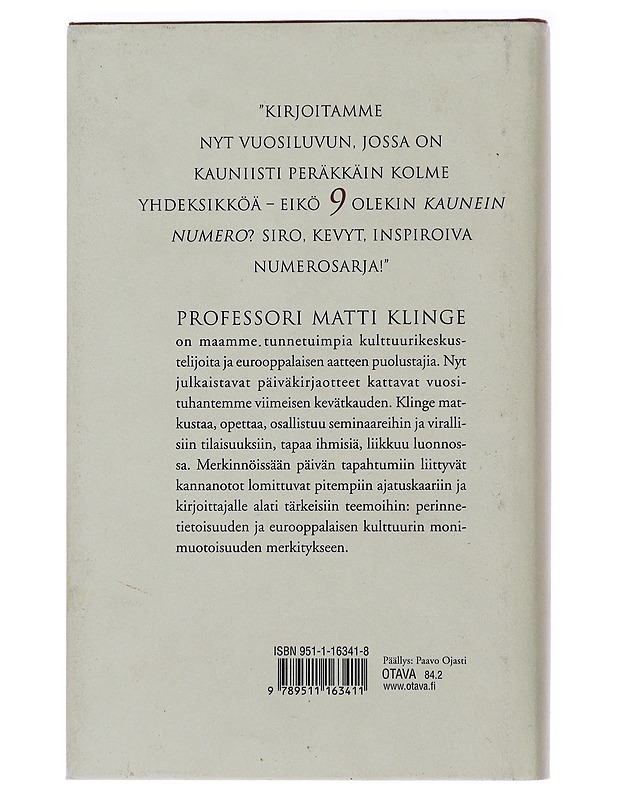 "KIRJOITAMME
NYT VUOSILUVUN, JOSSA ON
KAUNIISTI PERÄKKÄIN KOLME
YHDEKSIKKÖÄ – EIKÖ 9 OLEKIN KAUNEIN
NUMERO? SIRO, KEVYT, INSPIROIVA
NUMEROSARJA!"
PROFESSORI MATTI KLINGE
on maamme tunnetuimpia kulttuurikeskus-
telijoita ja eurooppalaisen aatteen puolustajia. Nyt
julkaistavat päiväkirjaotteet kattavat vuosi-
tuhantemme viimeisen kevätkauden. Klinge mat-
kustaa, opettaa, osallistuu seminaareihin ja viralli-
siin tilaisuuksiin, tapaa ihmisiä, liikkuu luonnos-
sa. Merkinnöissään päivän tapahtumiin liittyvät
kannanotot lomittuvat pitempiin ajatuskaariin ja
kirjoittajalle alati tärkeisiin teemoihin: perinne-
tietoisuuden ja eurooppalaisen kulttuurin moni-
muotoisuuden merkitykseen.
ISBN 951-1-16341-8
9 789511 163411
Päällys: Paavo Ojasti
OTAVA 84.2
www.otava.fi